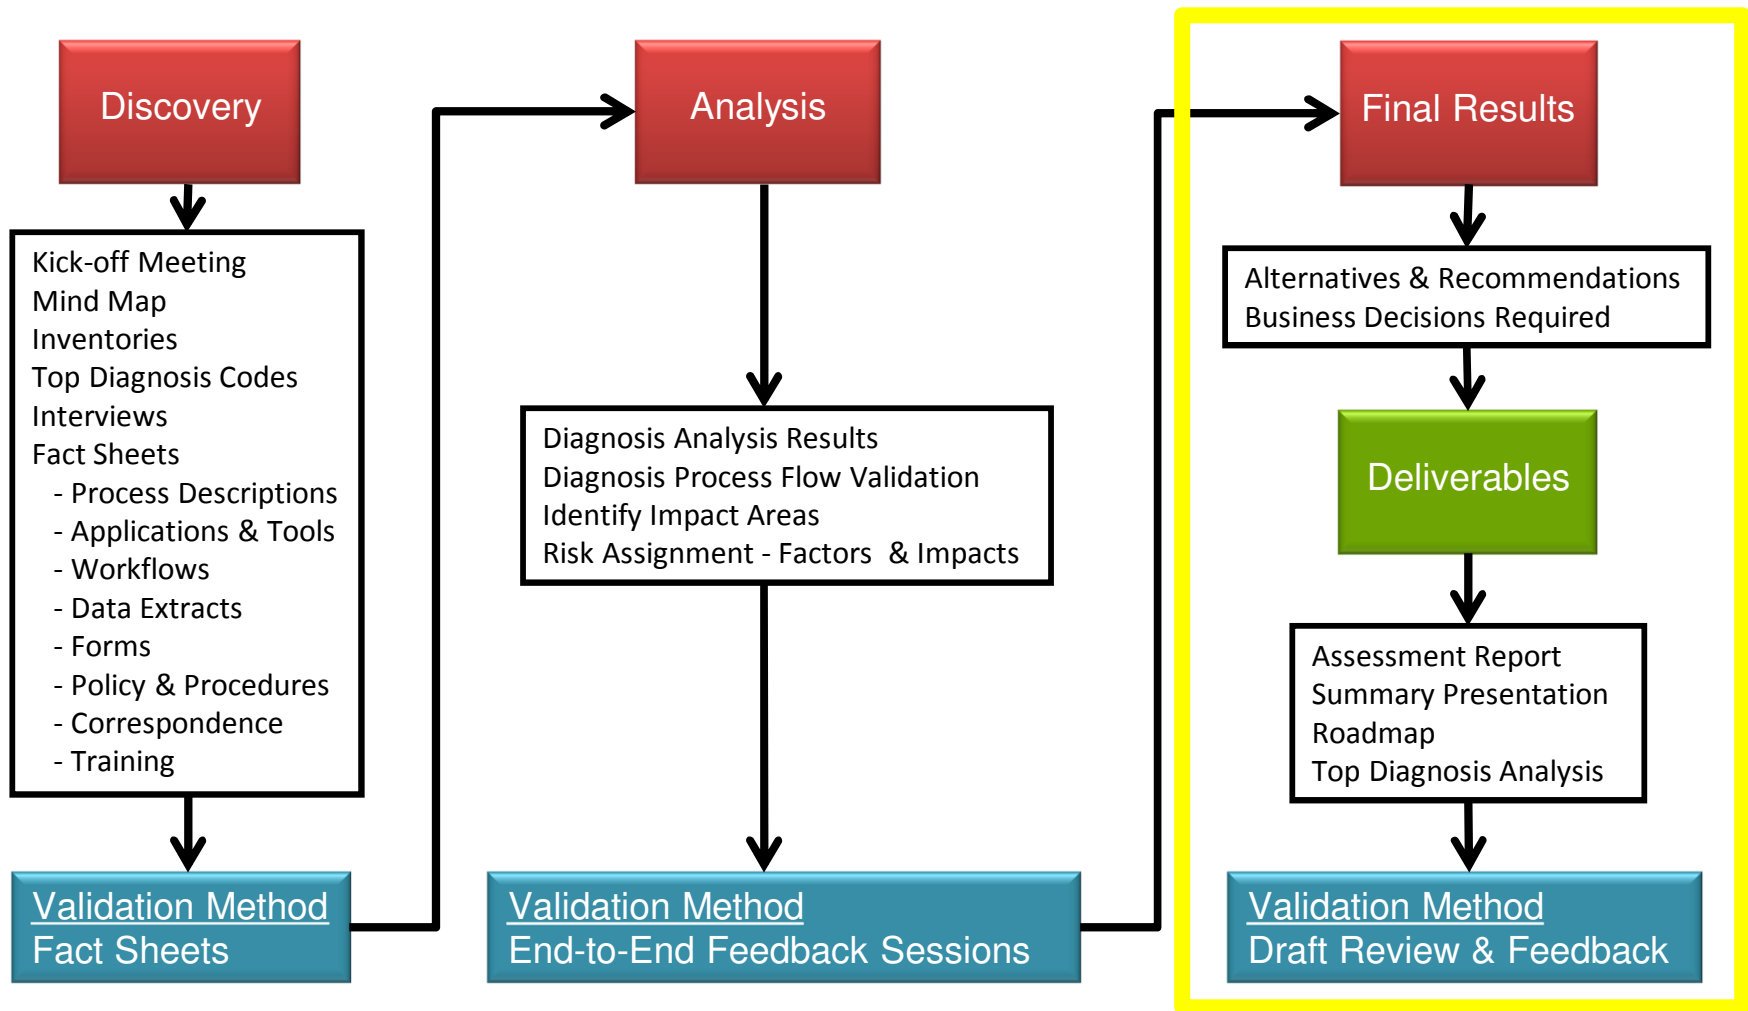 Discovery
Kick-off Meeting
Mind Map
Inventories
Top Diagnosis Codes
Interviews
Fact Sheets
- Process Descriptions
- Applications & Tools
- Workflows
- Data Extracts
- Forms
- Policy & Procedures
- Correspondence
- Training
Validation Method
Fact Sheets
Analysis
Diagnosis Analysis Results
Diagnosis Process Flow Validation
Identify Impact Areas
Risk Assignment - Factors & Impacts
Validation Method
End-to-End Feedback Sessions
Final Results
Alternatives & Recommendations
Business Decisions Required
Deliverables
Assessment Report
Summary Presentation
Roadmap
Top Diagnosis Analysis
Validation Method
Draft Review & Feedback